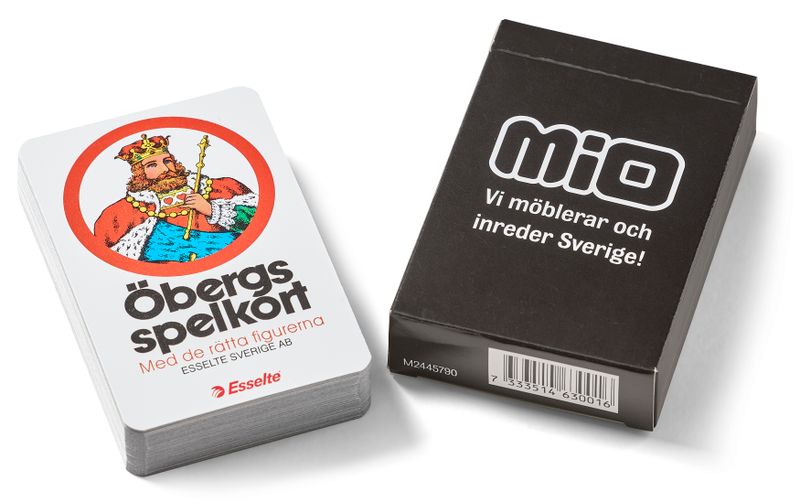 Öbergs
spelkort
Med de rätta figurerna
ESSELTE SVERIGE AB
Esselte
mio
Vi möblerar och
inreder Sverige!
M2445790
7 333514 630016